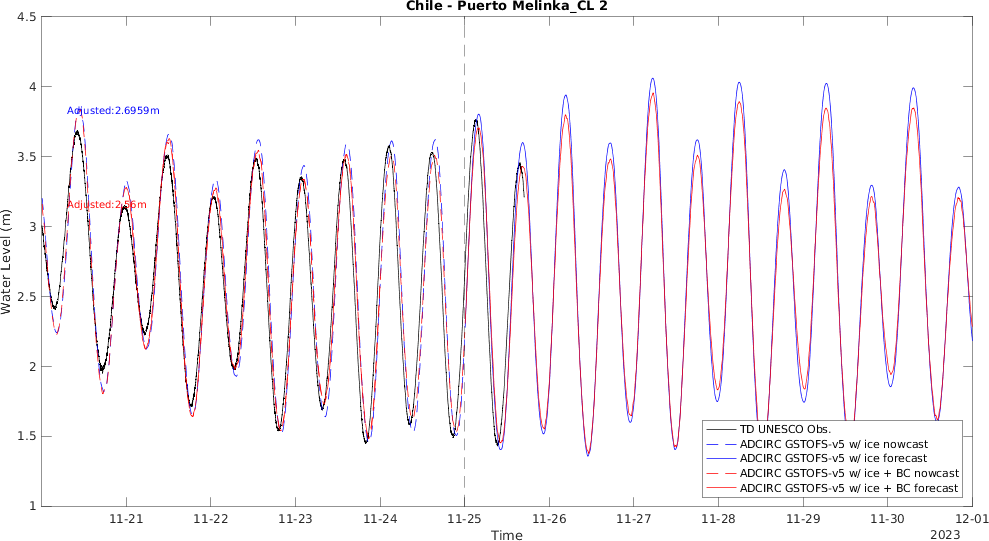 Chile - Puerto Melinka_CL 2
4.5
4
3.5
3
2.5
2
1.5
1
Water Level (m)
Adjusted:2.6959m
Adjusted:2.56m
TD UNESCO Obs.
ADCIRC GSTOFS-v5 w/ ice nowcast
ADCIRC GSTOFS-v5 w/ ice forecast
ADCIRC GSTOFS-v5 w/ ice + BC nowcast
ADCIRC GSTOFS-v5 w/ ice + BC forecast
11-21 11-22 11-23 11-24 11-25 11-26 11-27 11-28 11-29 11-30 12-01
Time
2023